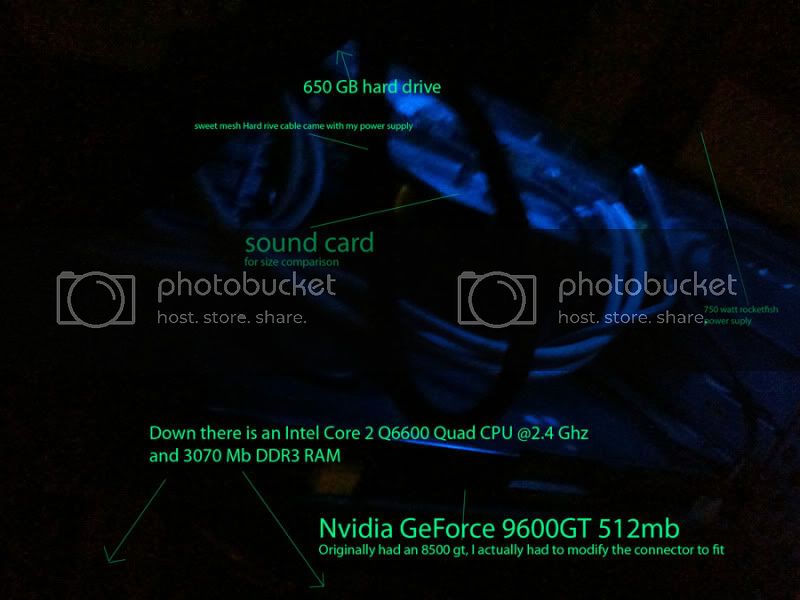 650 GB hard drive
sweet mesh Hard rive cable came with my power supply
sound card
for size comparison
photobucket
host. store. share.
photobucket
host. store. share.
750 watt rocketfish
power suply
Down there is an Intel Core 2 Q6600 Quad CPU @2.4 Ghz
and 3070 Mb DDR3 RAM
Nvidia GeForce 9600GT 512mb
Originally had an 8500 gt, I actually had to modify the connector to fit